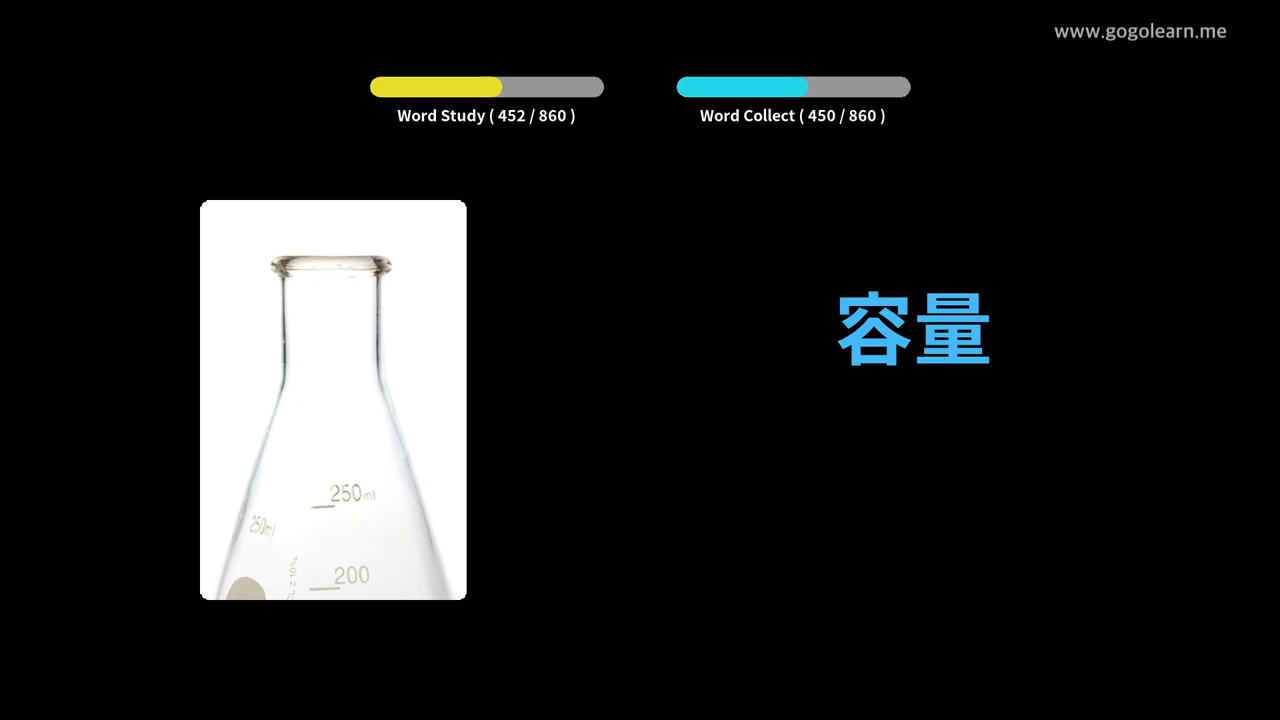 www.gogolearn.me
Word Study ( 452 / 860 )
Word Collect ( 450 / 860 )
容量
250ml
250ml
200